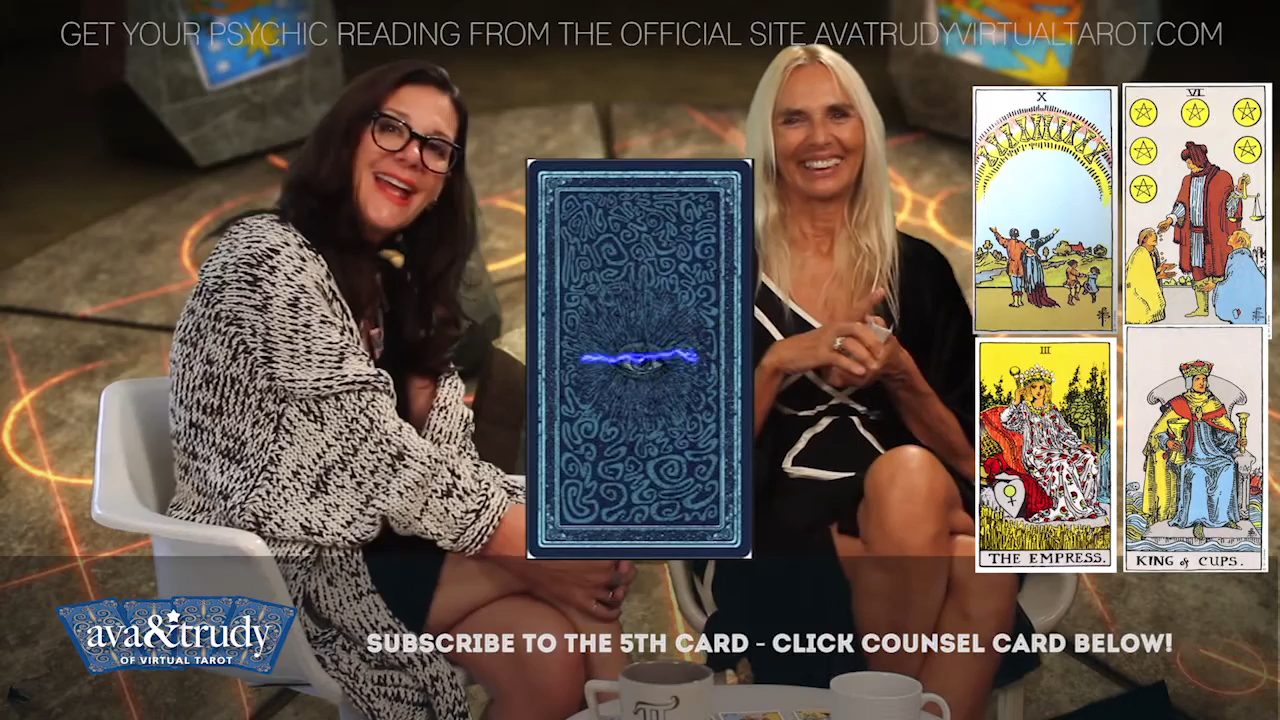 GET YOUR PSYCHIC READING FROM THE OFFICIAL SITE AVATRUDYVIRTUALTAROT.COM
X
VI
III
THE EMPRESS.
KING of CUPS.
ava&trudy
OF VIRTUAL TAROT
SUBSCRIBE TO THE 5TH CARD - CLICK COUNSEL CARD BELOW!